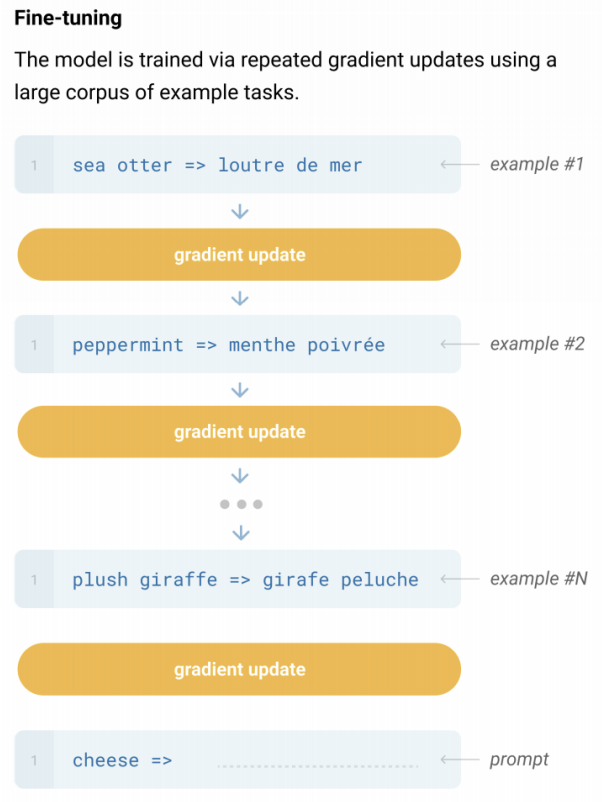 Fine-tuning
The model is trained via repeated gradient updates using a
large corpus of example tasks.
1 sea otter => loutre de mer example #1
gradient update
1 peppermint => menthe poivrée example #2
gradient update
1 plush giraffe => girafe peluche example #N
gradient update
1 cheese => prompt